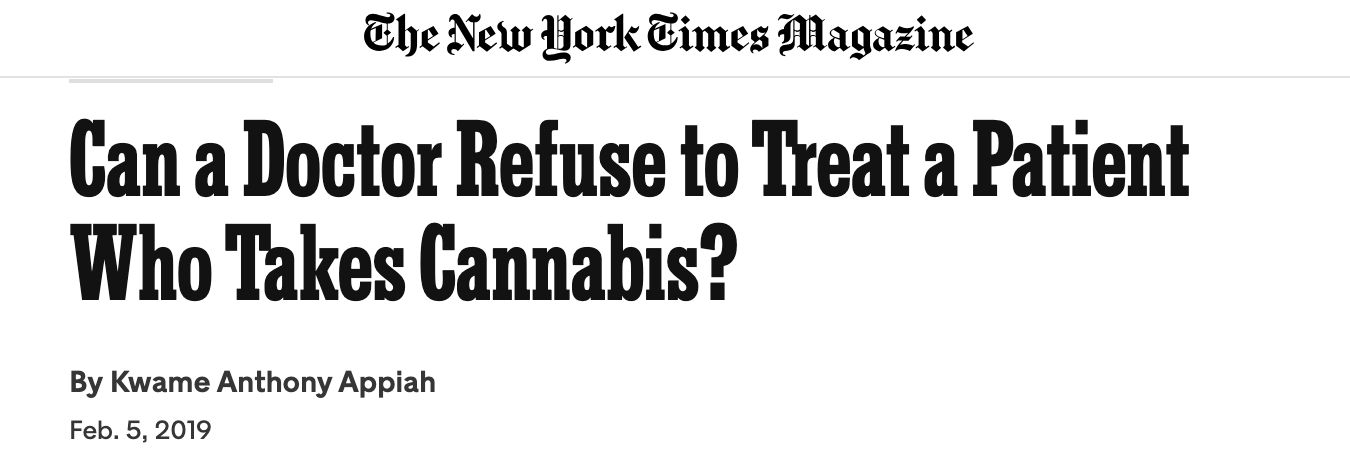 The New York Times Magazine
Can a Doctor Refuse to Treat a Patient
Who Takes Cannabis?
By Kwame Anthony Appiah
Feb. 5, 2019